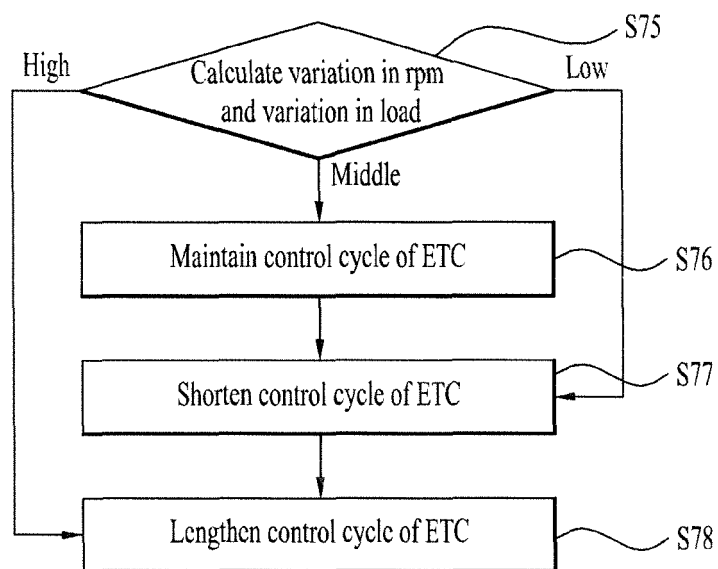 S75
High
Calculate variation in rpm
and variation in load
Low
Middle
Maintain control cycle of ETC
S76
Shorten control cycle of ETC
S77
Lengthen control cycle of ETC
S78